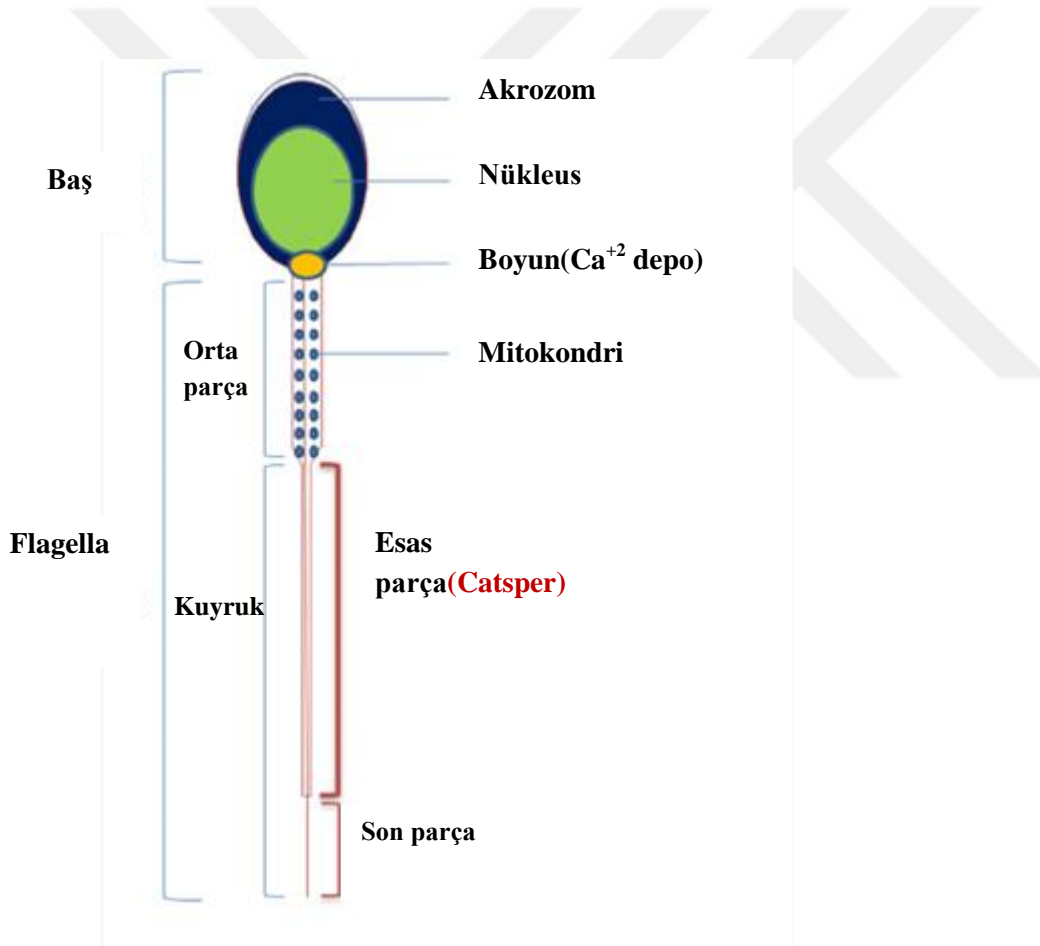 Akrozom
Baş
Nükleus
Boyun(Ca⁺² depo)
Orta
parça
Mitokondri
Flagella
Esas
parça(Catsper)
Kuyruk
Son parça